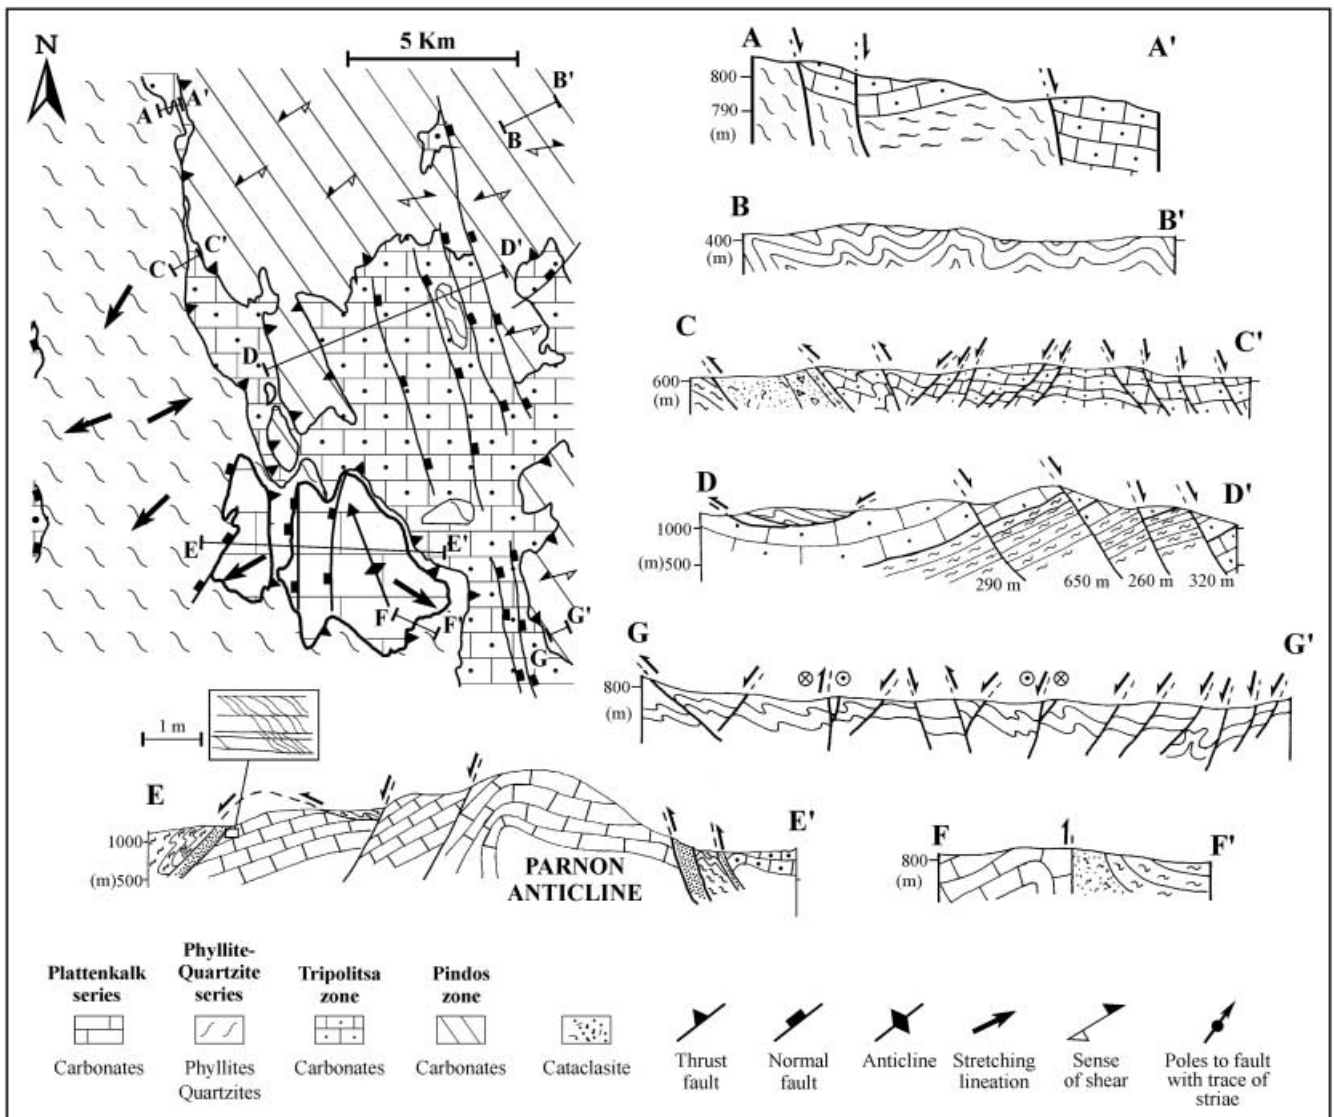 N
5 Km
A A'
B'
B
C'
C
D'
D
E
E'
F
F'
G'
G
A A'
800
790
(m)
B B'
400
(m)
C C'
600
(m)
D D'
1000
(m)500
290 m 650 m 260 m 320 m
G G'
800
(m)
1 m
E E'
1000
(m)500
PARNON
ANTICLINE
F F'
800
(m)
Plattenkalk
series
Carbonates
Phyllite-
Quartzite
series
Phyllites
Quartzites
Tripolitsa
zone
Carbonates
Pindos
zone
Carbonates
Cataclasite
Thrust
fault
Normal
fault
Anticline
Stretching
lineation
Sense
of shear
Poles to fault
with trace of
striae